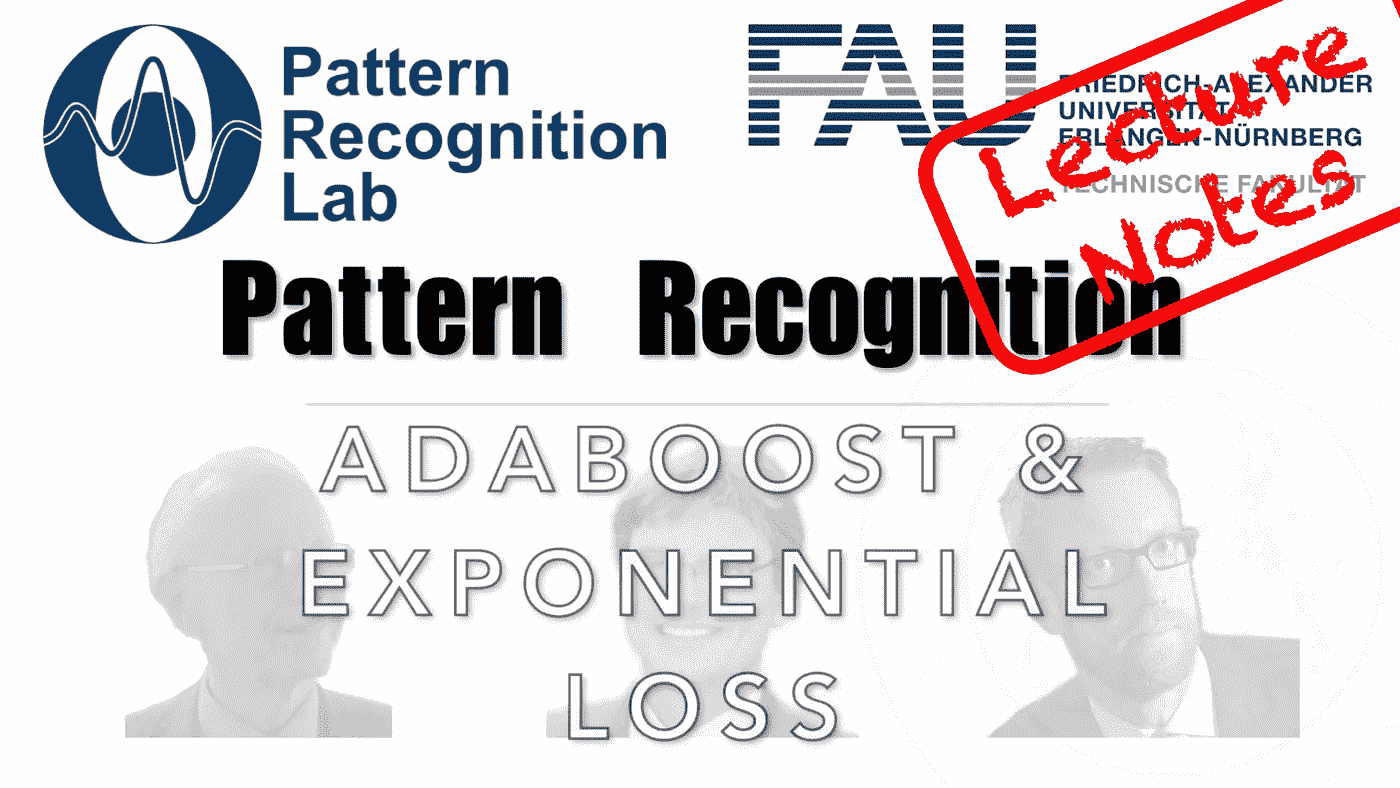 Pattern
Recognition
Lab
FAU
FRIEDRICH-ALEXANDER
UNIVERSITÄT
ERLANGEN-NÜRNBERG
TECHNISCHE FAKULTÄT
Lecture
Notes
Pattern Recognition
ADABOOST &
EXPONENTIAL
LOSS